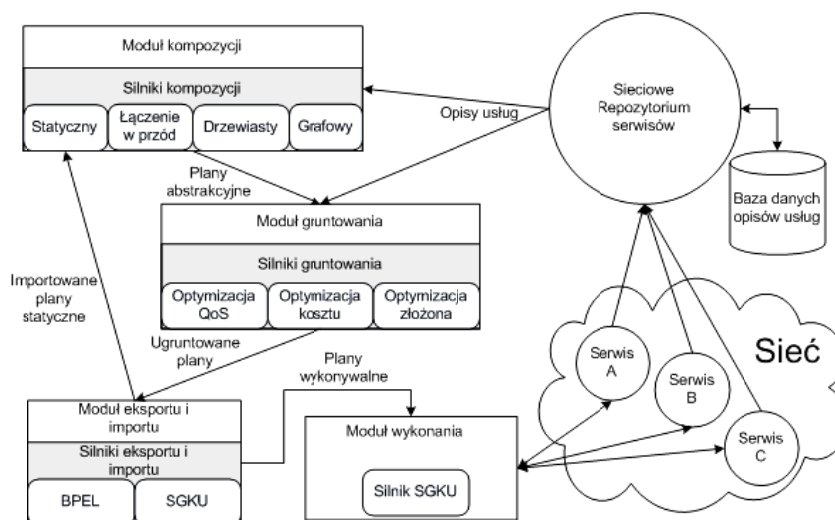 Moduł kompozycji
Silniki kompozycji
Statyczny
Łączenie
w przód
Drzewiasty
Grafowy
Opisy usług
Sieciowe
Repozytorium
serwisów
Baza danych
opisów usług
Plany
abstrakcyjne
Moduł gruntowania
Silniki gruntowania
Optymizacja
QoS
Optymizacja
kosztu
Optymizacja
złożona
Importowane
plany
statyczne
Ugruntowane
plany
Plany
wykonywalne
Moduł eksportu i
importu
Silniki eksportu i
importu
BPEL
SGKU
Moduł wykonania
Silnik SGKU
Sieć
Serwis
A
Serwis
B
Serwis
C